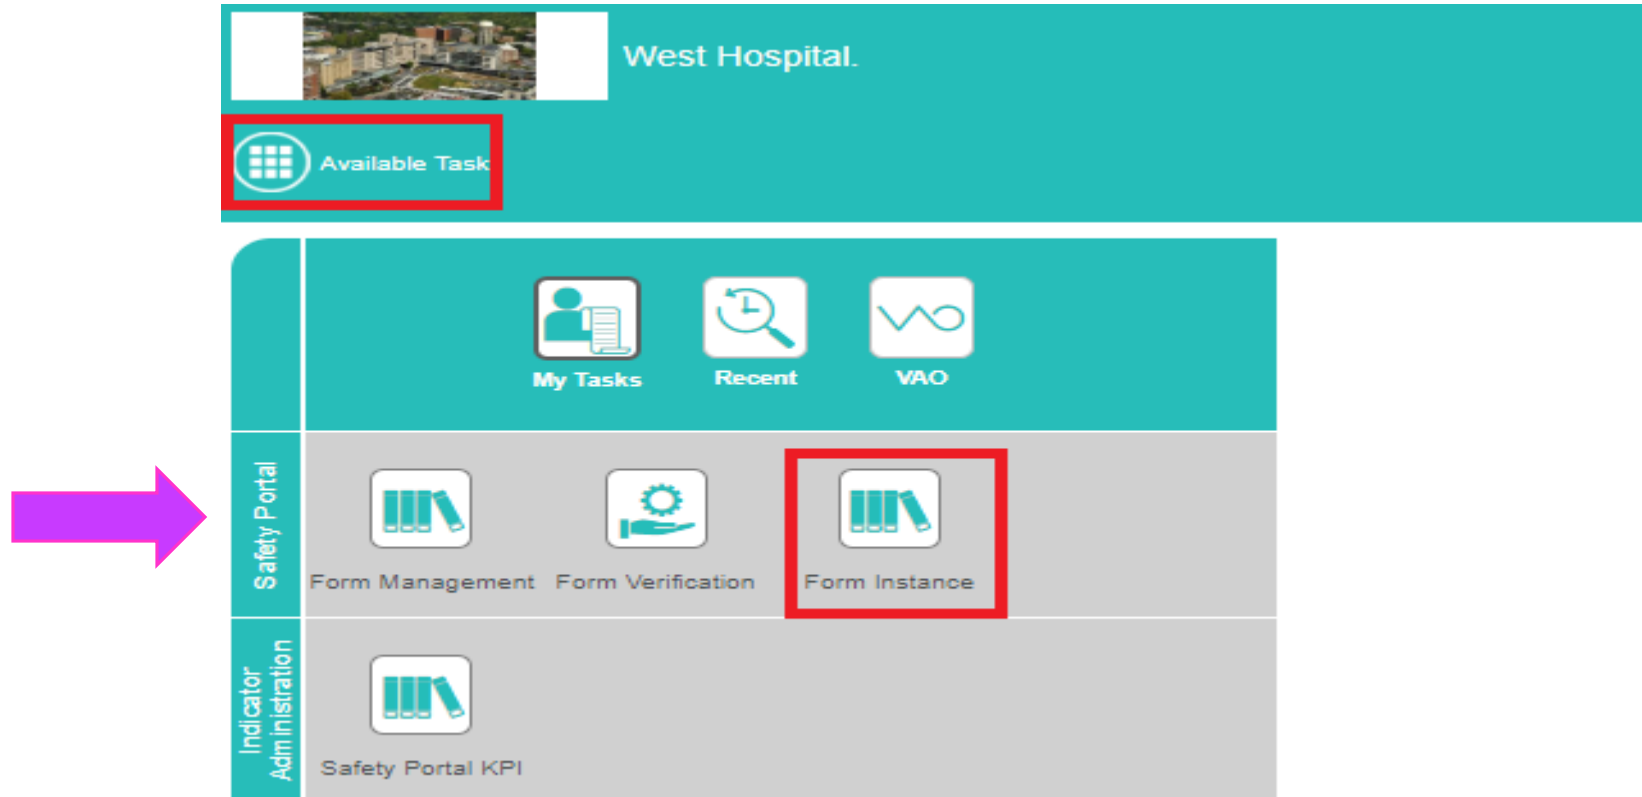 West Hospital.
Available Task
My Tasks
Recent
VAO
Safety Portal
Form Management
Form Verification
Form Instance
Indicator
Administration
Safety Portal KPI